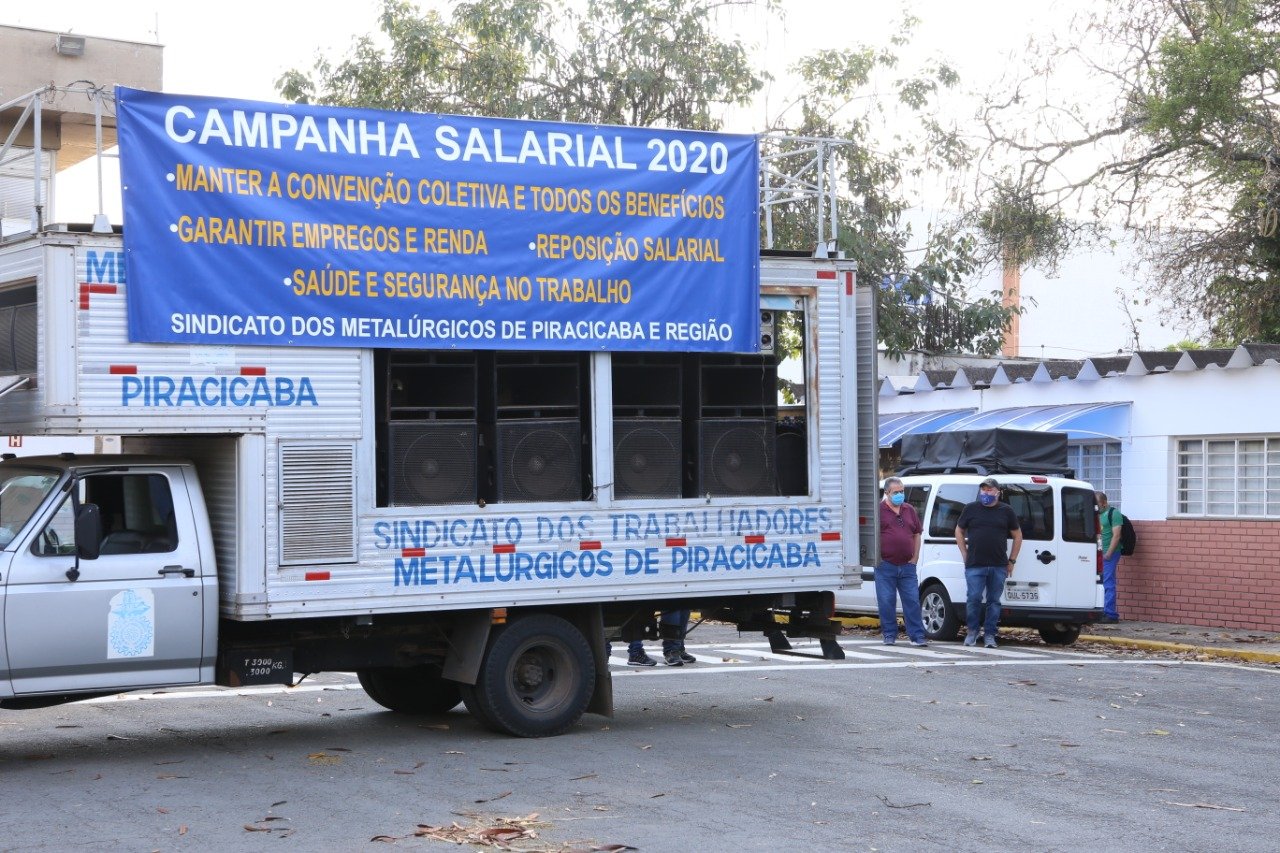 CAMPANHA SALARIAL 2020
•MANTER A CONVENÇÃO COLETIVA E TODOS OS BENEFÍCIOS
•GARANTIR EMPREGOS E RENDA •REPOSIÇÃO SALARIAL
•SAÚDE E SEGURANÇA NO TRABALHO
SINDICATO DOS METALÚRGICOS DE PIRACICABA E REGIÃO
PIRACICABA
SINDICATO DOS TRABALHADORES
METALÚRGICOS DE PIRACICABA